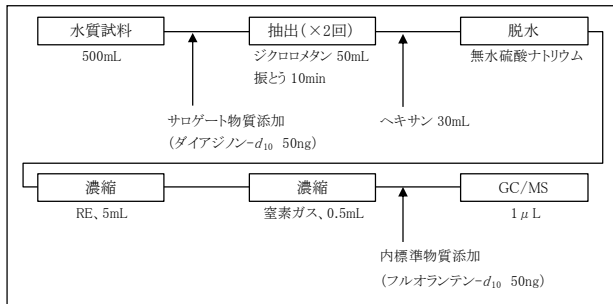 水質試料
500mL
抽出(×2回)
ジクロロメタン 50mL
振とう 10min
脱水
無水硫酸ナトリウム
サロゲート物質添加
(ダイアジノン-d10 50ng)
ヘキサン 30mL
濃縮
RE、5mL
濃縮
窒素ガス、0.5mL
GC/MS
1μL
内標準物質添加
(フルオランテン-d10 50ng)